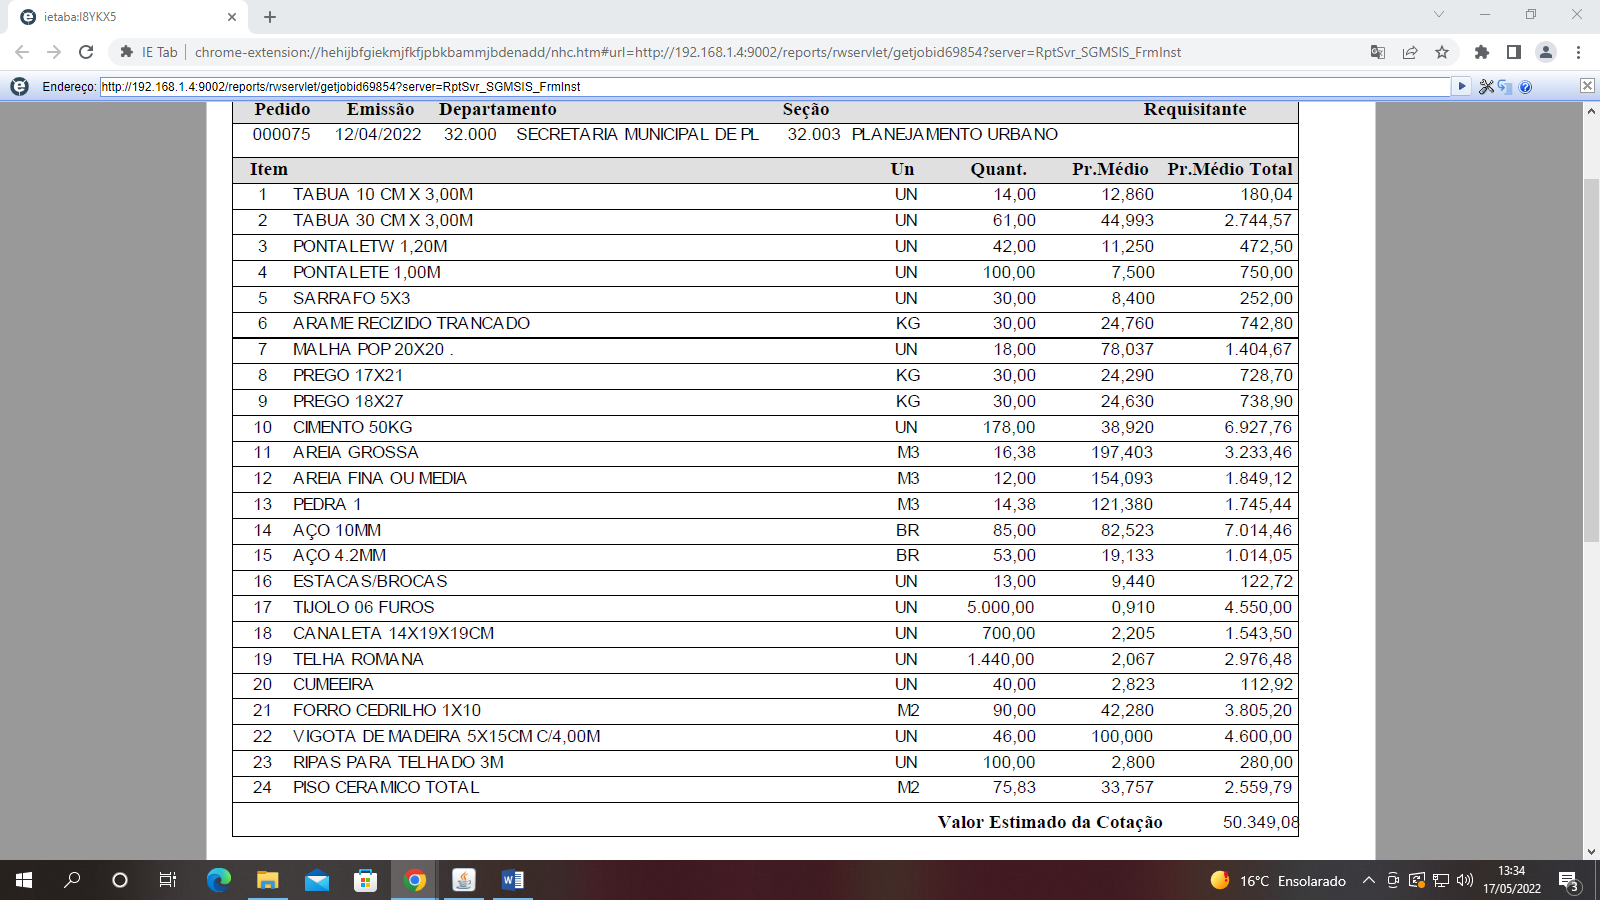 ietaba:I8YKX5
IE Tab | chrome-extension://hehijbfgiekmjfkfjpbkbammjbdenadd/nhc.htm#url=http://192.168.1.4:9002/reports/rwservlet/getjobid69854?server=RptSvr_SGMSIS_FrmInst
Endereço: http://192.168.1.4:9002/reports/rwservlet/getjobid69854?server=RptSvr_SGMSIS_FrmInst
Pedido Emissão Departamento Seção Requisitante
000075 12/04/2022 32.000 SECRETARIA MUNICIPAL DE PL 32.003 PLANEJAMENTO URBANO
Item Un Quant. Pr.Médio Pr.Médio Total
1 TABUA 10 CM X 3,00M UN 14,00 12,860 180,04
2 TABUA 30 CM X 3,00M UN 61,00 44,993 2.744,57
3 PONTALETW 1,20M UN 42,00 11,250 472,50
4 PONTALETE 1,00M UN 100,00 7,500 750,00
5 SARRAFO 5X3 UN 30,00 8,400 252,00
6 ARAME RECIZIDO TRANCADO KG 30,00 24,760 742,80
7 MALHA POP 20X20 . UN 18,00 78,037 1.404,67
8 PREGO 17X21 KG 30,00 24,290 728,70
9 PREGO 18X27 KG 30,00 24,630 738,90
10 CIMENTO 50KG UN 178,00 38,920 6.927,76
11 AREIA GROSSA M3 16,38 197,403 3.233,46
12 AREIA FINA OU MEDIA M3 12,00 154,093 1.849,12
13 PEDRA 1 M3 14,38 121,380 1.745,44
14 AÇO 10MM BR 85,00 82,523 7.014,46
15 AÇO 4.2MM BR 53,00 19,133 1.014,05
16 ESTACAS/BROCAS UN 13,00 9,440 122,72
17 TIJOLO 06 FUROS UN 5.000,00 0,910 4.550,00
18 CANALETA 14X19X19CM UN 700,00 2,205 1.543,50
19 TELHA ROMANA UN 1.440,00 2,067 2.976,48
20 CUMEEIRA UN 40,00 2,823 112,92
21 FORRO CEDRILHO 1X10 M2 90,00 42,280 3.805,20
22 VIGOTA DE MADEIRA 5X15CM C/4,00M UN 46,00 100,000 4.600,00
23 RIPAS PARA TELHADO 3M UN 100,00 2,800 280,00
24 PISO CERAMICO TOTAL M2 75,83 33,757 2.559,79
Valor Estimado da Cotação 50.349,08
16°C Ensolarado
13:34
17/05/2022
3